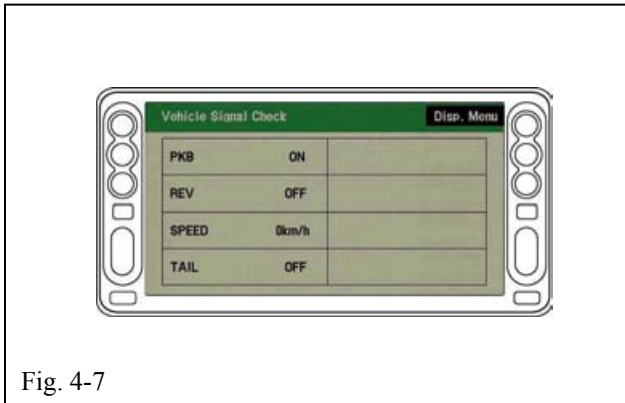 Vehicle Signal Check Disp. Menu
PKB ON
REV OFF
SPEED 0km/h
TAIL OFF
Fig. 4-7